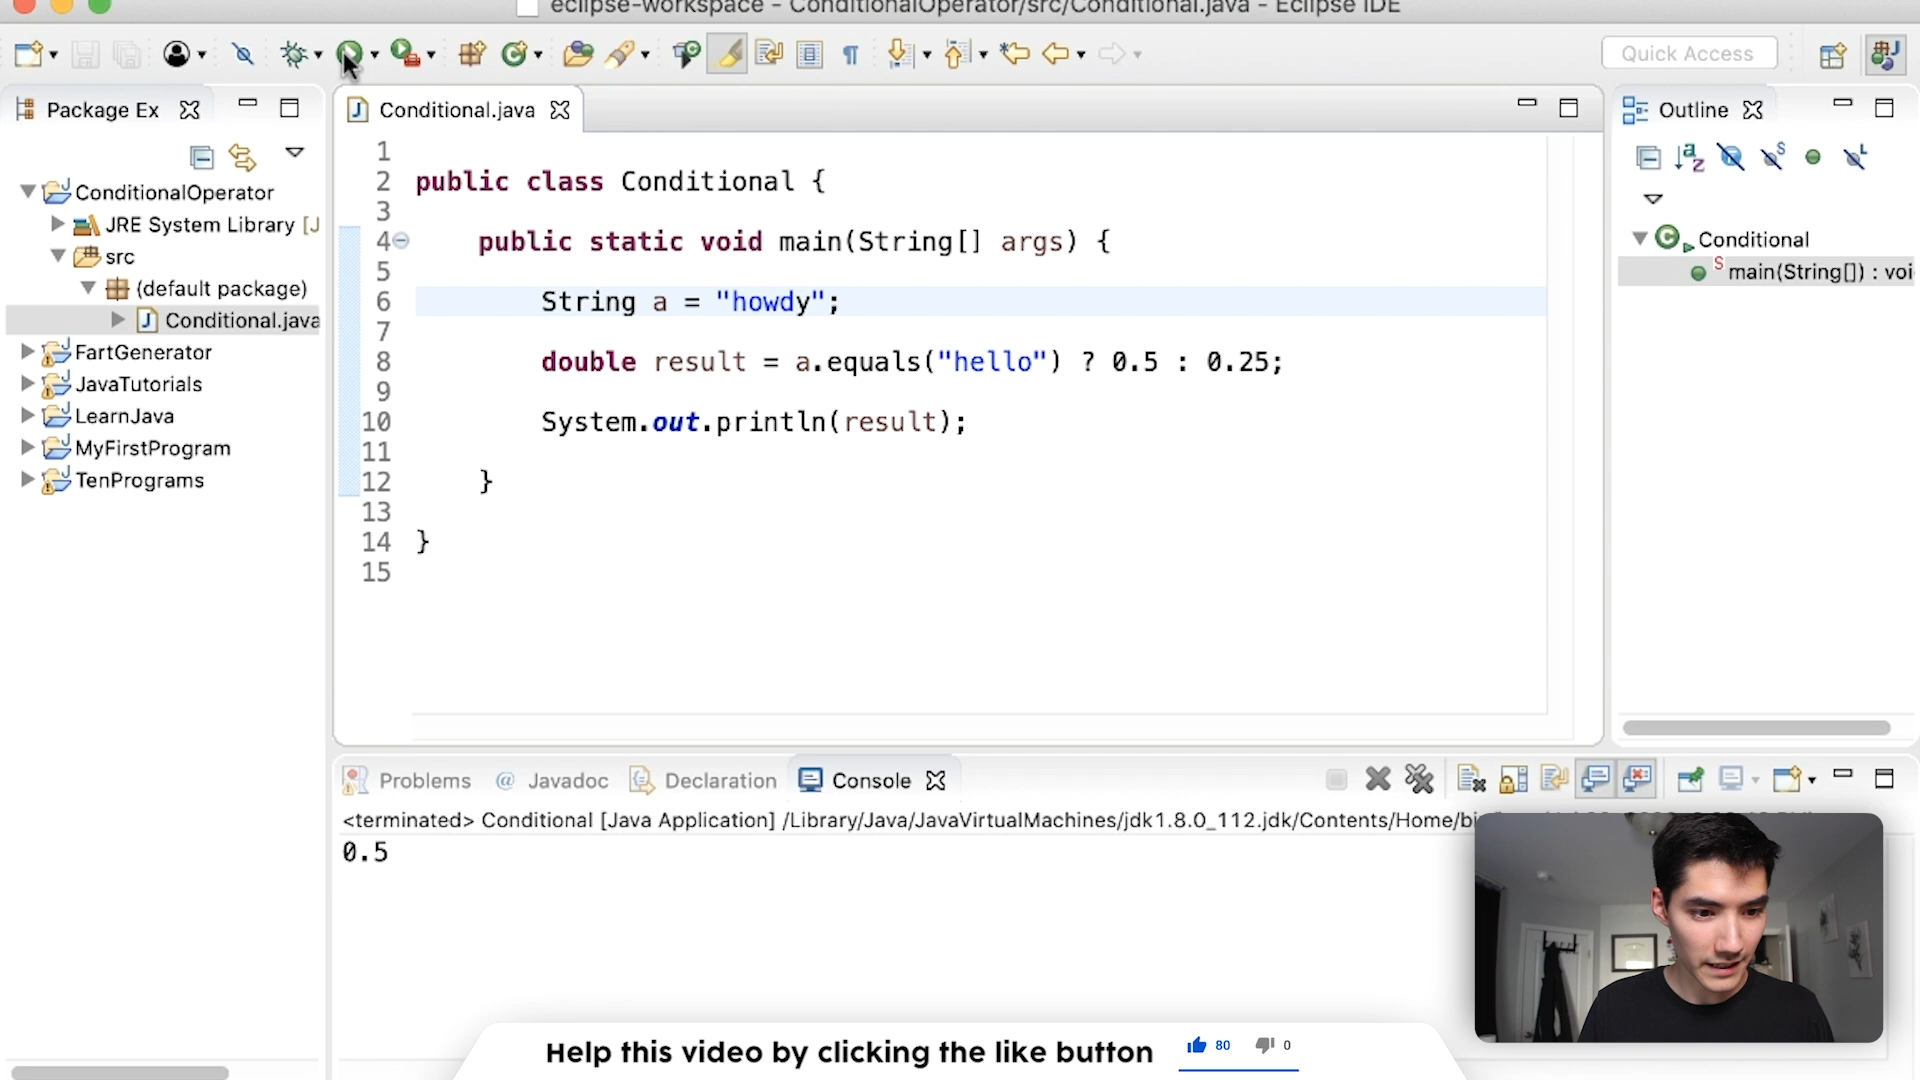 eclipse-workspace - ConditionalOperator/src/Conditional.java - Eclipse IDE
Quick Access
Package Ex
Conditional.java
Outline
ConditionalOperator
JRE System Library [J
src
(default package)
Conditional.java
FartGenerator
JavaTutorials
LearnJava
MyFirstProgram
TenPrograms
1
2 public class Conditional {
3
4 public static void main(String[] args) {
5
6 String a = "howdy";
7
8 double result = a.equals("hello") ? 0.5 : 0.25;
9
10 System.out.println(result);
11
12 }
13
14 }
15
Conditional
main(String[]) : voi
Problems @ Javadoc Declaration Console
<terminated> Conditional [Java Application] /Library/Java/JavaVirtualMachines/jdk1.8.0_112.jdk/Contents/Home/bi
0.5
Help this video by clicking the like button 80 0